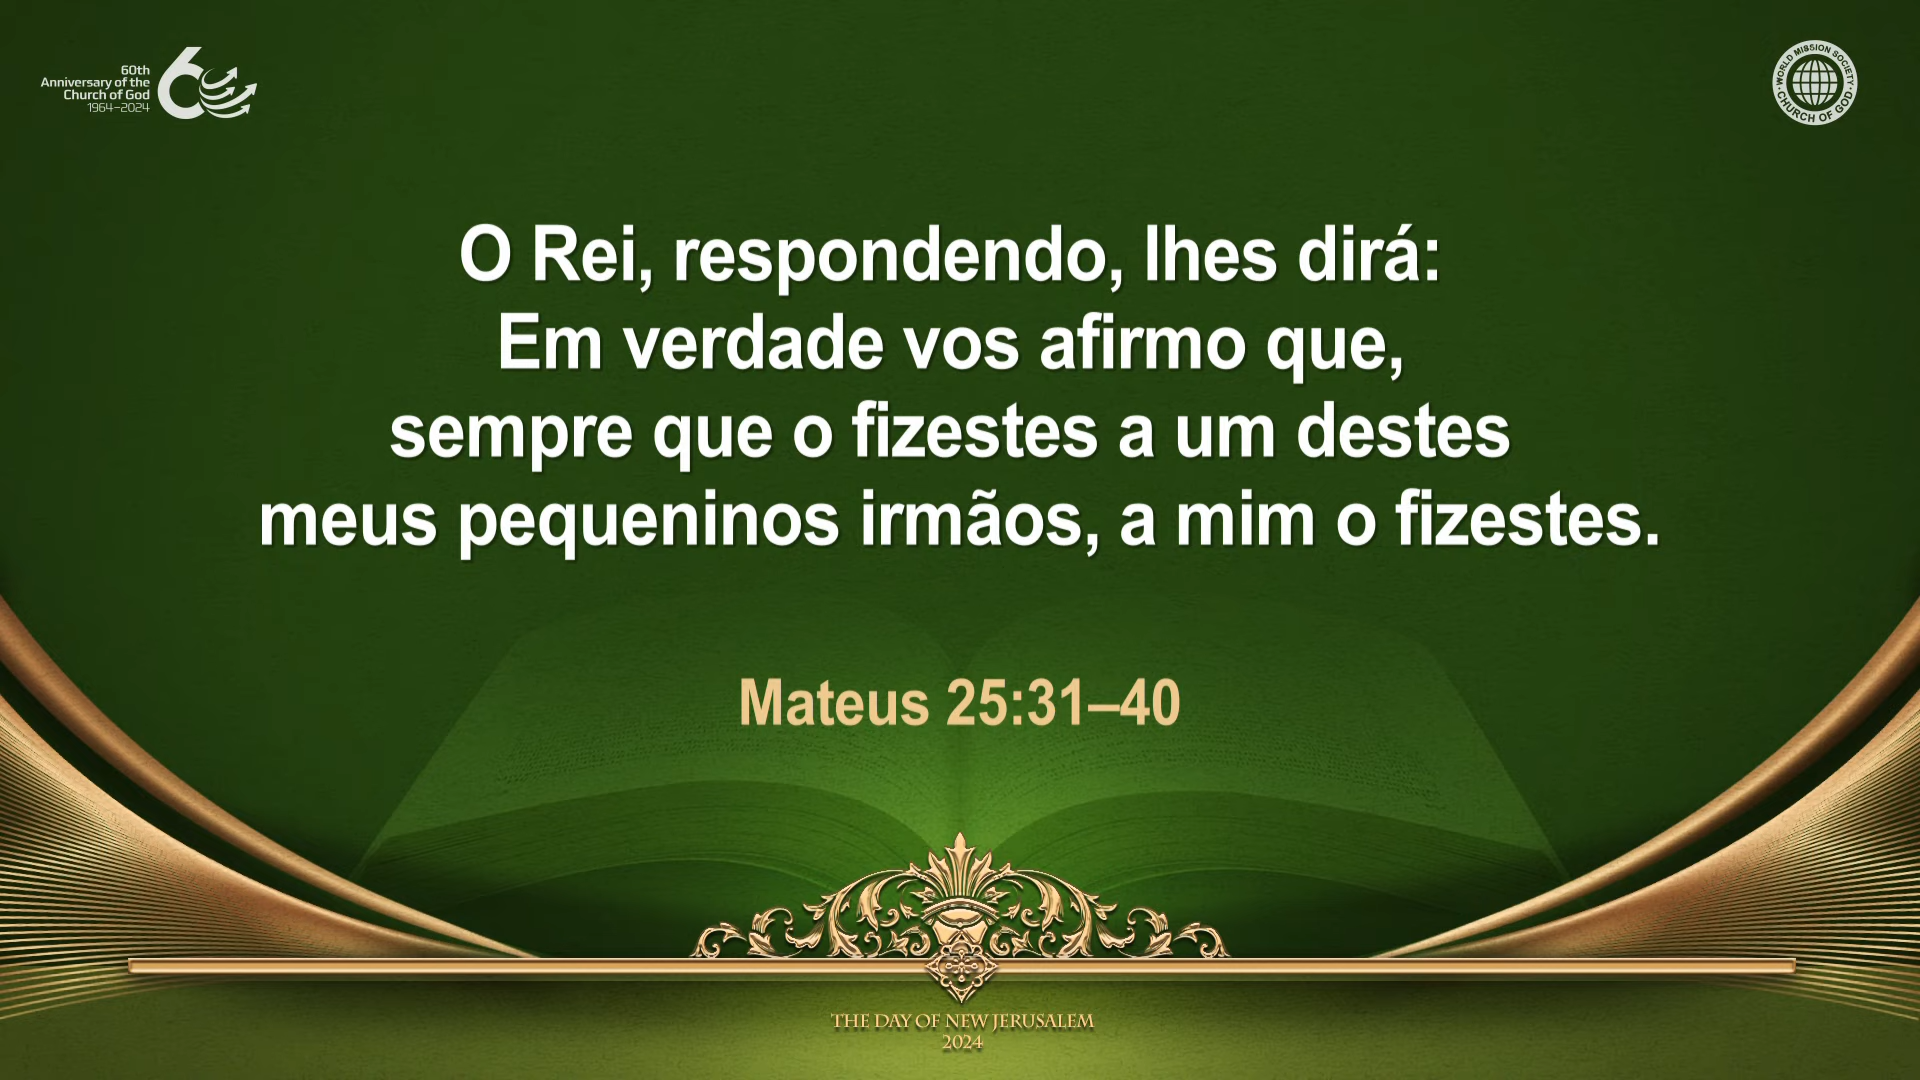 60th
Anniversary of the
Church of God
1964–2024
60
WORLD MISSION SOCIETY
CHURCH OF GOD
O Rei, respondendo, lhes dirá:
Em verdade vos afirmo que,
sempre que o fizestes a um destes
meus pequeninos irmãos, a mim o fizestes.
Mateus 25:31–40
THE DAY OF NEW JERUSALEM
2024